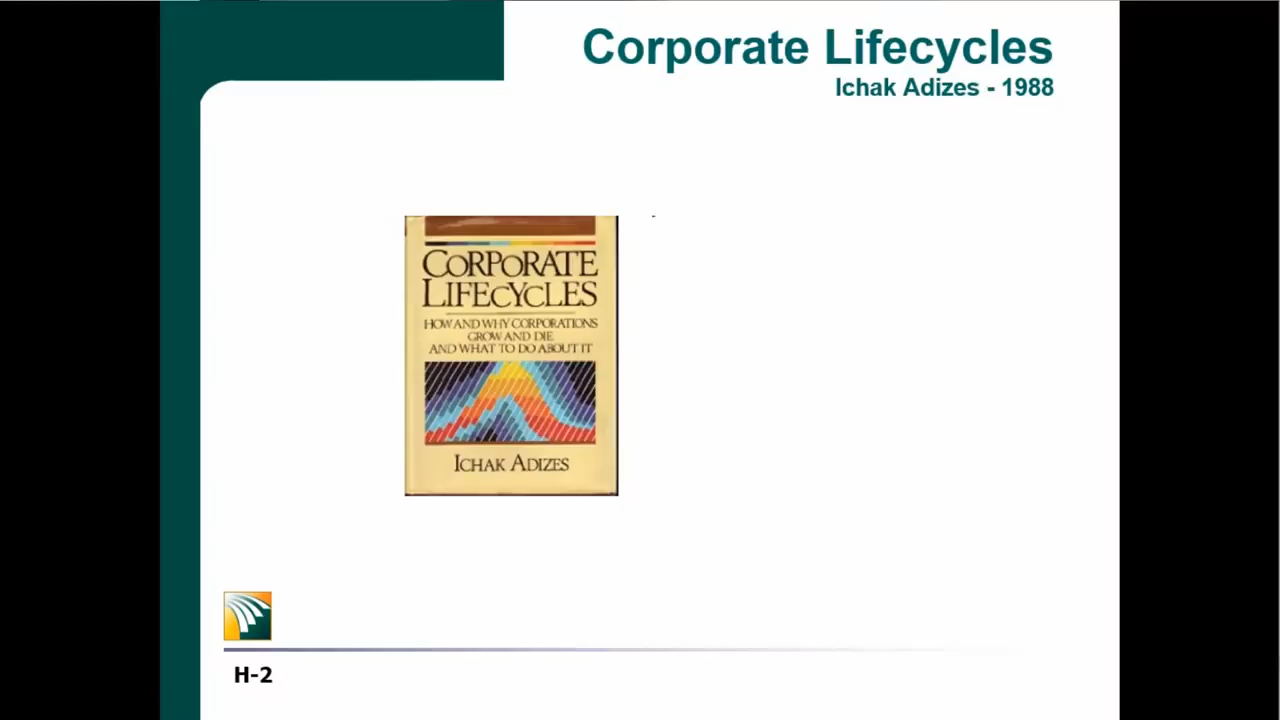 Corporate Lifecycles
Ichak Adizes - 1988
CORPORATE
LIFECYCLES
HOW AND WHY CORPORATIONS
GROW AND DIE
AND WHAT TO DO ABOUT IT
ICHAK ADIZES
H-2